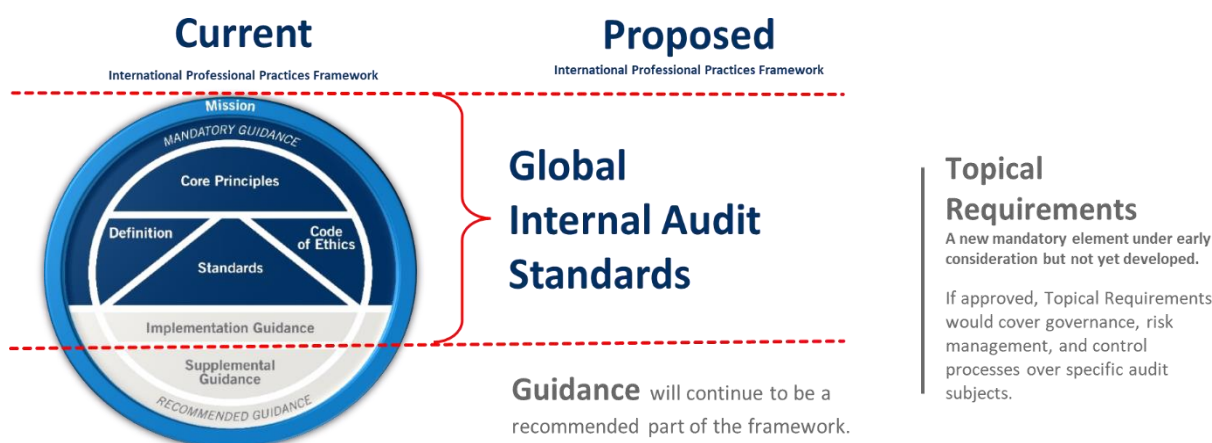 Current
International Professional Practices Framework
Proposed
International Professional Practices Framework
Mission
MANDATORY GUIDANCE
Core Principles
Definition
Code
of Ethics
Standards
Implementation Guidance
Supplemental
Guidance
RECOMMENDED GUIDANCE
Global
Internal Audit
Standards
Guidance will continue to be a
recommended part of the framework.
Topical
Requirements
A new mandatory element under early
consideration but not yet developed.
If approved, Topical Requirements
would cover governance, risk
management, and control
processes over specific audit
subjects.